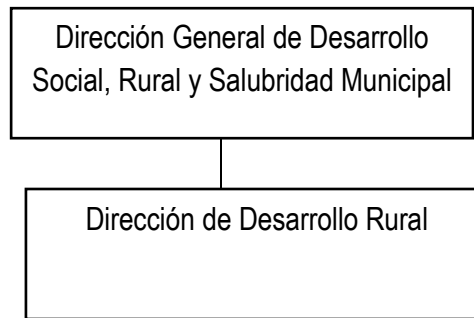 Dirección General de Desarrollo
Social, Rural y Salubridad Municipal
Dirección de Desarrollo Rural